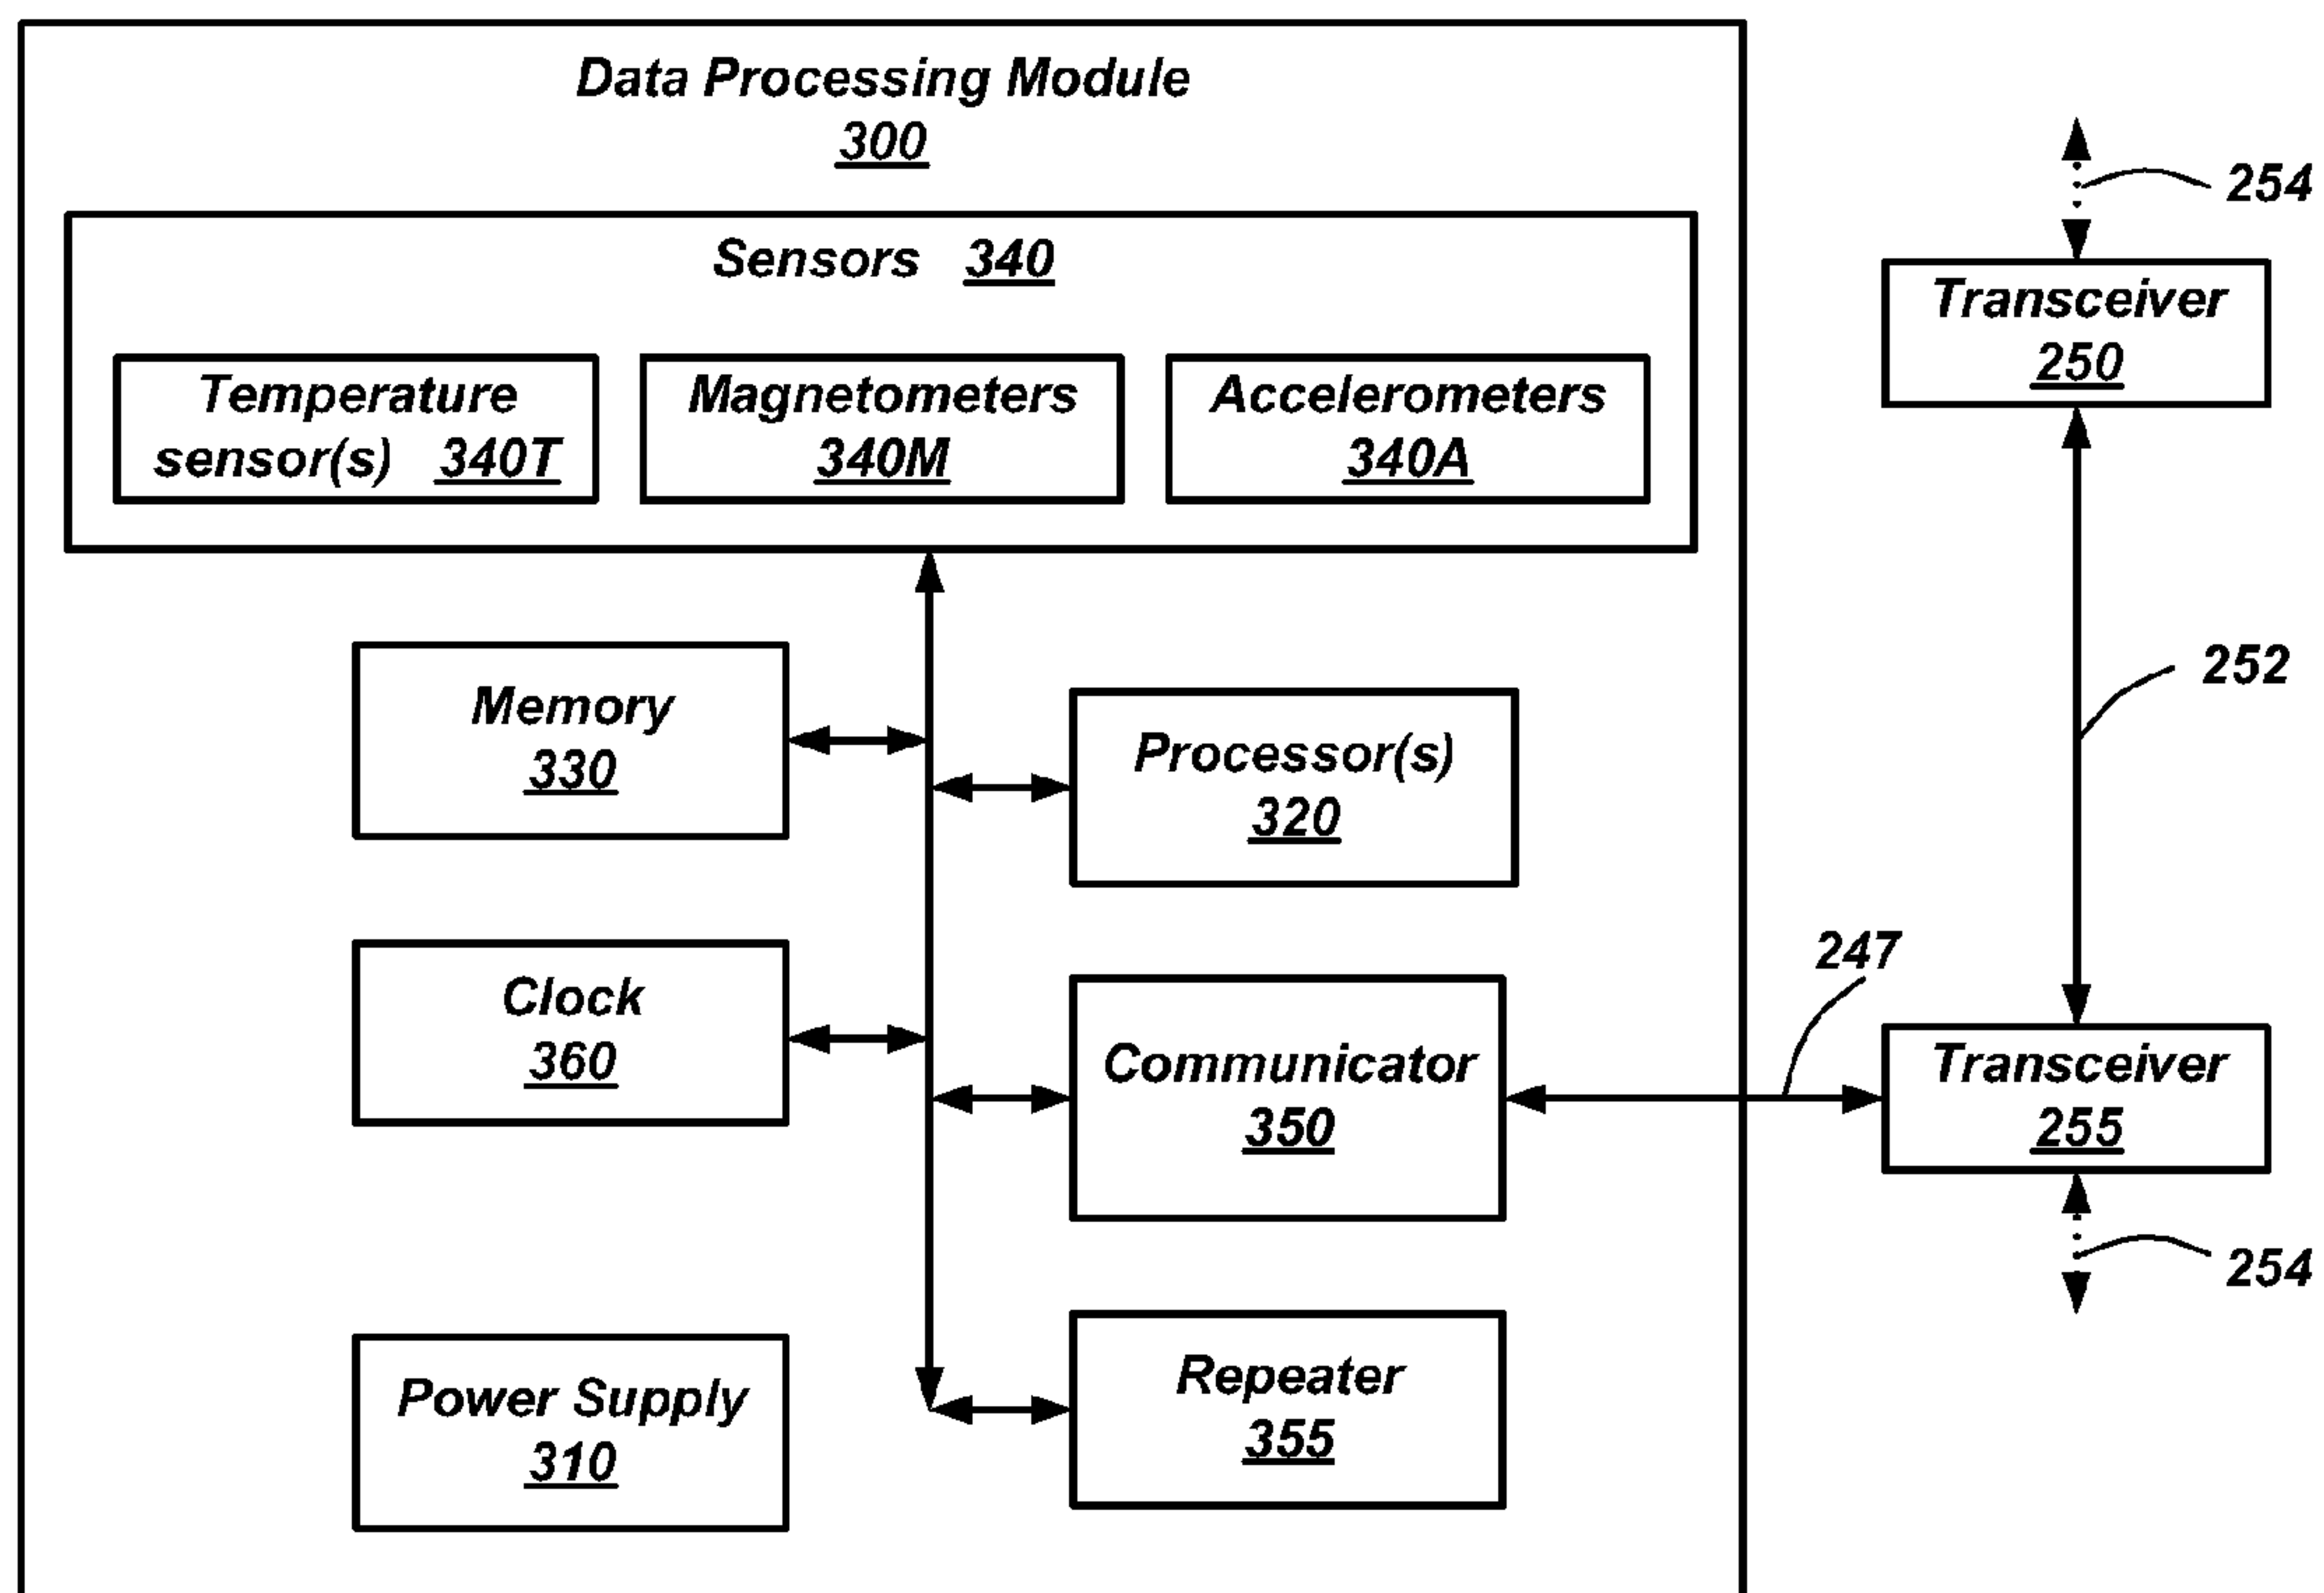 Data Processing Module
300
Sensors 340
Temperature
sensor(s) 340T
Magnetometers
340M
Accelerometers
340A
Memory
330
Processor(s)
320
Clock
360
Communicator
350
Power Supply
310
Repeater
355
254
Transceiver
250
252
247
Transceiver
255
254